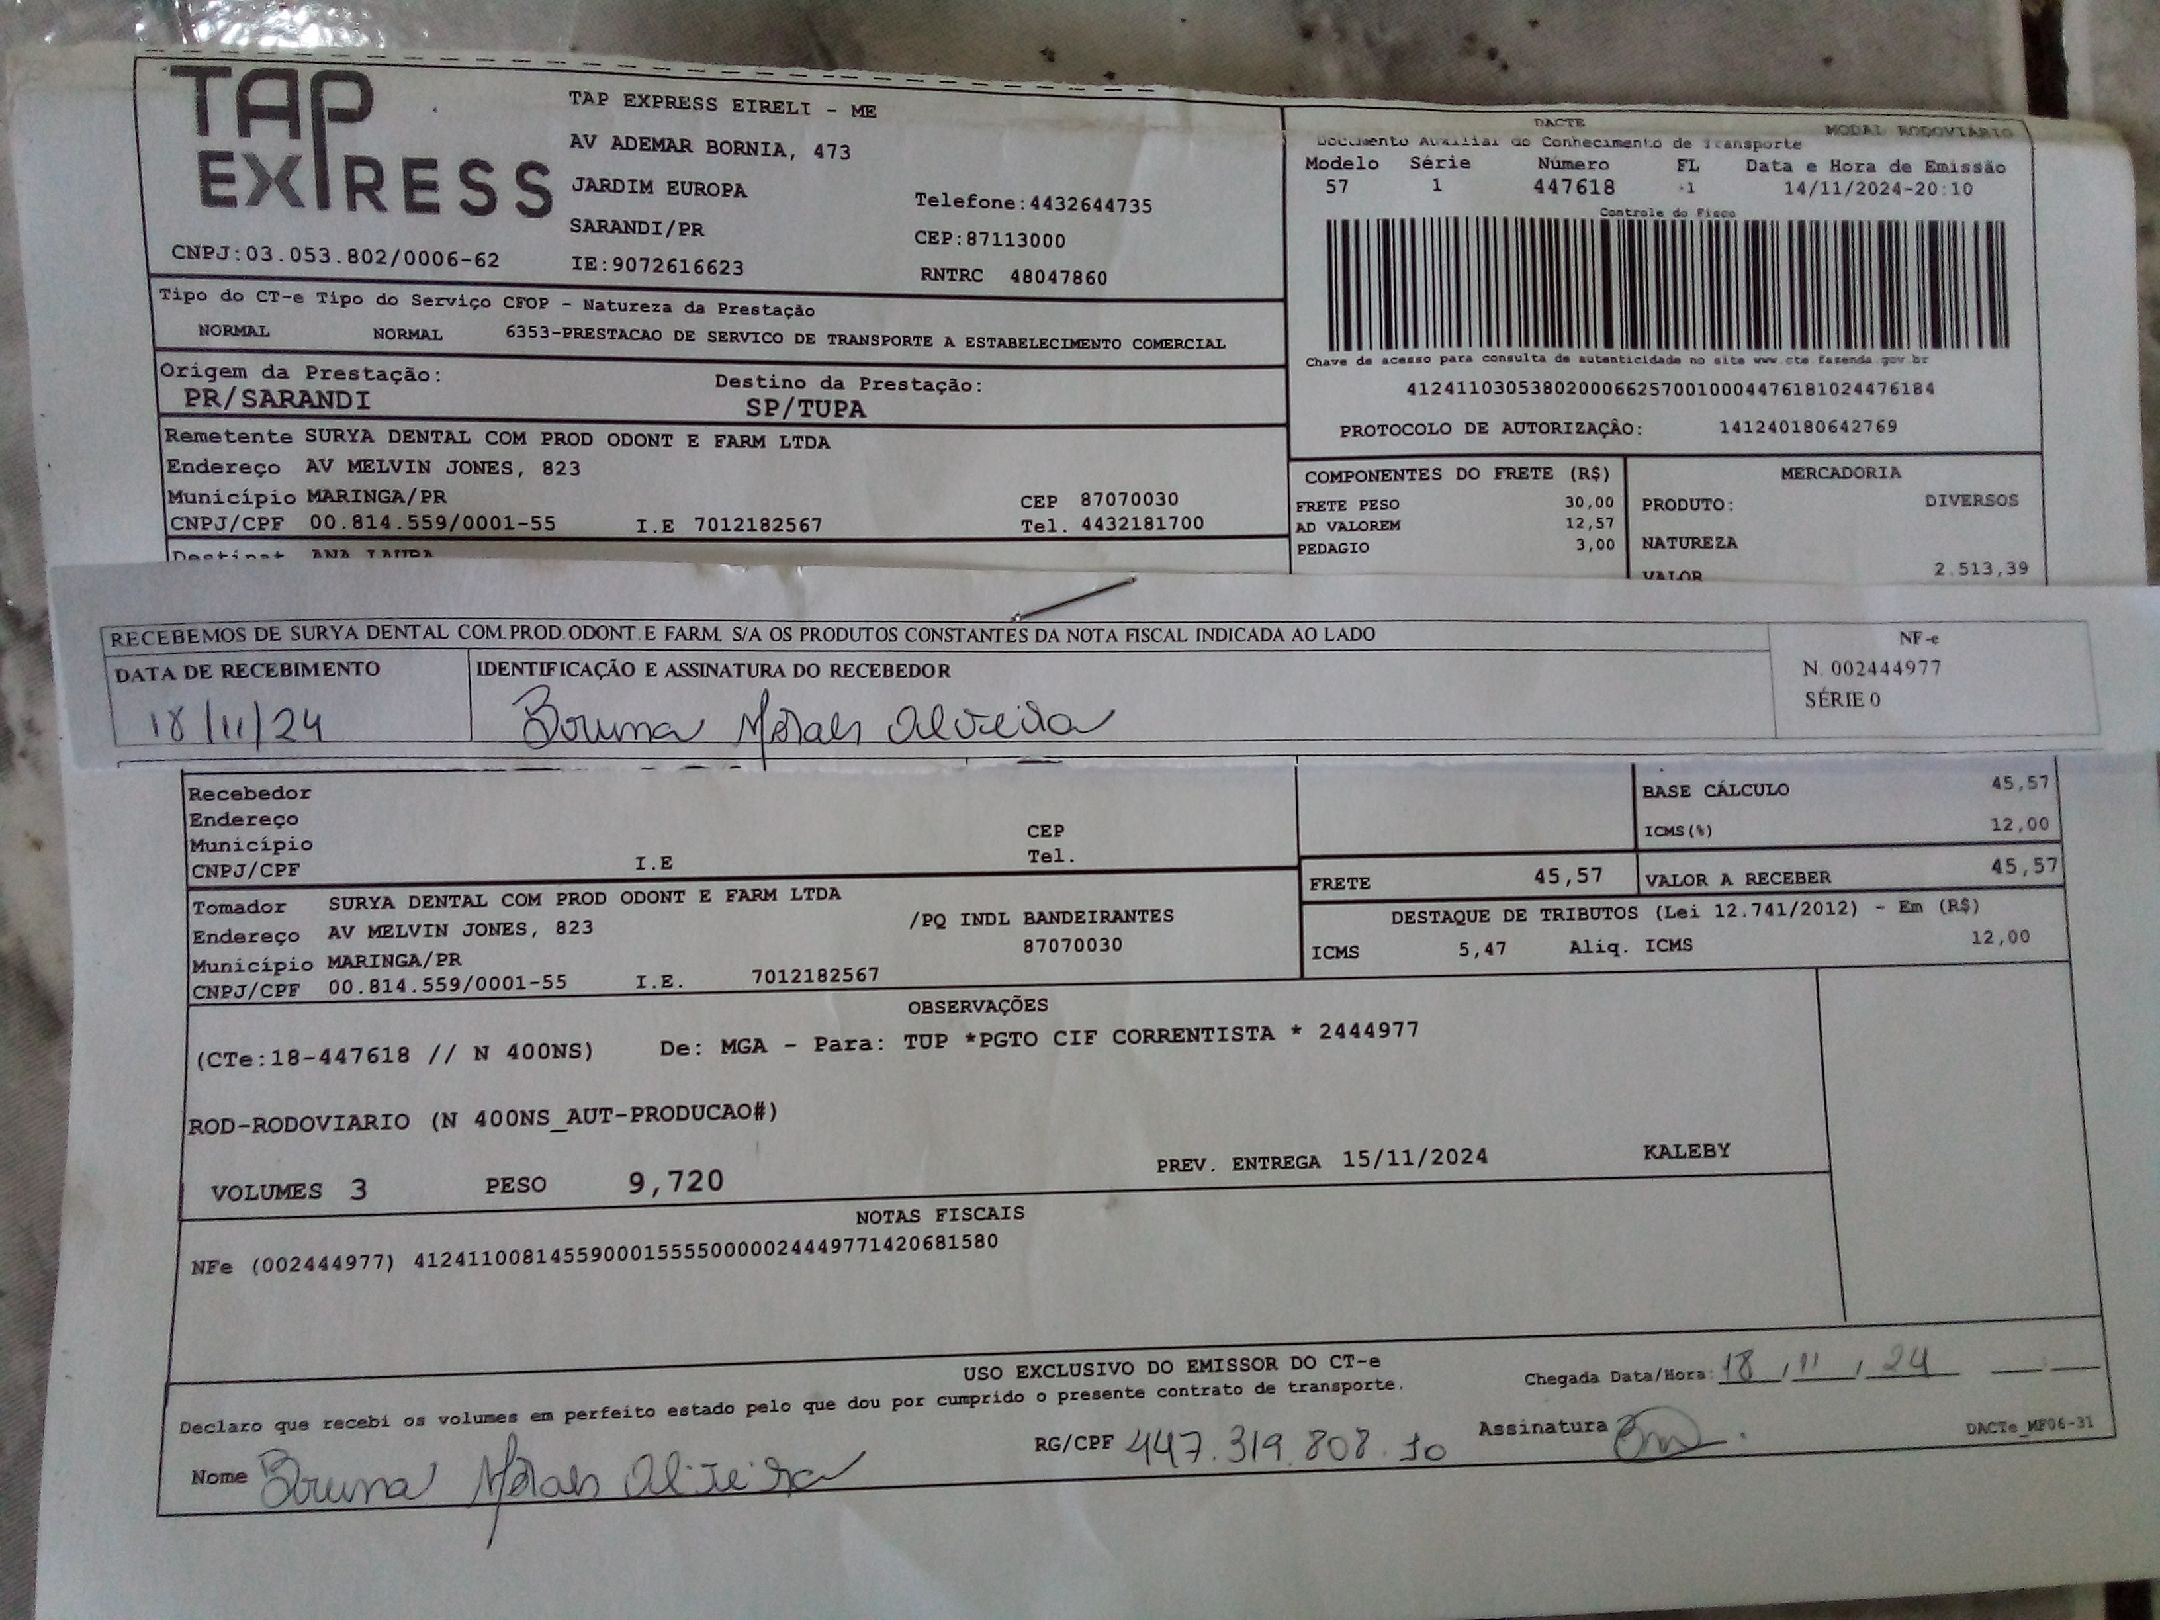 TAP EXPRESS
TAP EXPRESS EIRELI - ME
AV ADEMAR BORNIA, 473
JARDIM EUROPA
Telefone:4432644735
SARANDI/PR
CEP:87113000
CNPJ:03.053.802/0006-62
IE:9072616623
RNTRC 48047860
DACTE
MODAL RODOVIÁRIO
Documento Auxiliar do Conhecimento de Transporte
Modelo Série Número FL Data e Hora de Emissão
57 1 447618 1 14/11/2024-20:10
Controle do Fisco
Chave de acesso para consulta de autenticidade no site www.cte.fazenda.gov.br
41241103053802000662570010004476181024476184
PROTOCOLO DE AUTORIZAÇÃO: 141240180642769
Tipo do CT-e Tipo do Serviço CFOP - Natureza da Prestação
NORMAL NORMAL 6353-PRESTACAO DE SERVICO DE TRANSPORTE A ESTABELECIMENTO COMERCIAL
Origem da Prestação: Destino da Prestação:
PR/SARANDI SP/TUPA
Remetente SURYA DENTAL COM PROD ODONT E FARM LTDA
Endereço AV MELVIN JONES, 823
Município MARINGA/PR CEP 87070030
CNPJ/CPF 00.814.559/0001-55 I.E 7012182567 Tel. 4432181700
Destinat ANA LAURA
COMPONENTES DO FRETE (R$)
FRETE PESO 30,00
AD VALOREM 12,57
PEDAGIO 3,00
MERCADORIA
PRODUTO: DIVERSOS
NATUREZA
VALOR 2.513,39
RECEBEMOS DE SURYA DENTAL COM.PROD.ODONT.E FARM. S/A OS PRODUTOS CONSTANTES DA NOTA FISCAL INDICADA AO LADO
DATA DE RECEBIMENTO
IDENTIFICAÇÃO E ASSINATURA DO RECEBEDOR
18/11/24
Bruna Morais Oliveira
NF-e
N. 002444977
SÉRIE 0
Recebedor
Endereço
Município CEP
CNPJ/CPF I.E Tel.
BASE CÁLCULO 45,57
ICMS(%) 12,00
FRETE 45,57 VALOR A RECEBER 45,57
Tomador SURYA DENTAL COM PROD ODONT E FARM LTDA
Endereço AV MELVIN JONES, 823 /PQ INDL BANDEIRANTES
Município MARINGA/PR 87070030
CNPJ/CPF 00.814.559/0001-55 I.E. 7012182567
DESTAQUE DE TRIBUTOS (Lei 12.741/2012) - Em (R$)
ICMS 5,47 Aliq. ICMS 12,00
OBSERVAÇÕES
(CTe:18-447618 // N 400NS) De: MGA - Para: TUP *PGTO CIF CORRENTISTA * 2444977
ROD-RODOVIARIO (N 400NS_AUT-PRODUCAO#)
VOLUMES 3 PESO 9,720 PREV. ENTREGA 15/11/2024 KALEBY
NOTAS FISCAIS
NFe (002444977) 41241100814559000155550000024449771420681580
USO EXCLUSIVO DO EMISSOR DO CT-e
Declaro que recebi os volumes em perfeito estado pelo que dou por cumprido o presente contrato de transporte.
Chegada Data/Hora: 18/11/24
Nome Bruna Morais Oliveira RG/CPF 447.319.808.10 Assinatura
DACTe_MF06-31